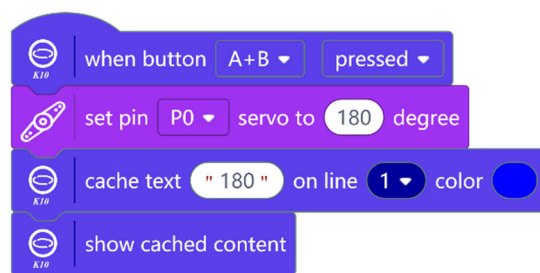 K10 when button A+B pressed
set pin P0 servo to 180 degree
K10 cache text " 180 " on line 1 color
K10 show cached content